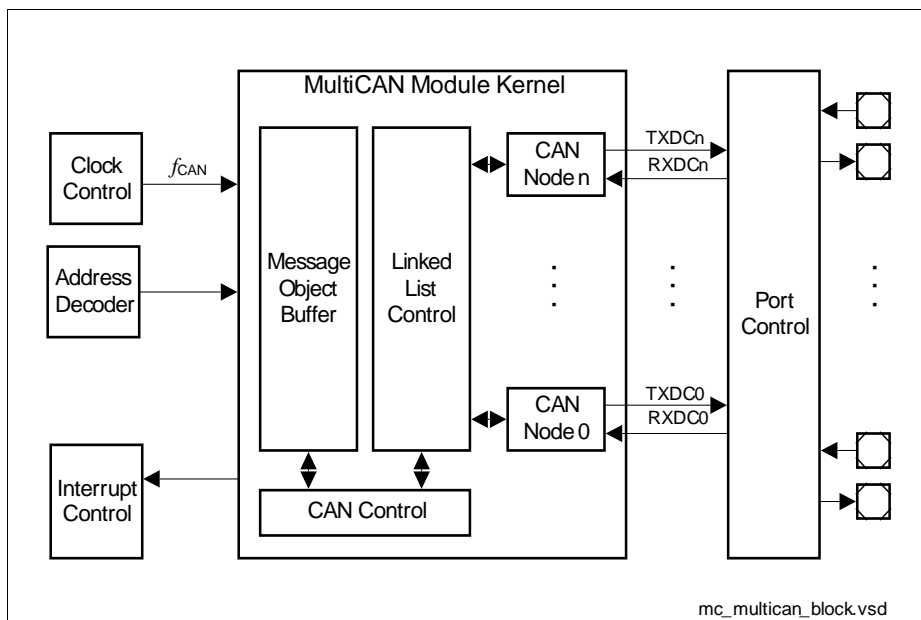 MultiCAN Module Kernel
Clock
Control
fCAN
Address
Decoder
Interrupt
Control
Message
Object
Buffer
Linked
List
Control
CAN
Node n
TXDCn
RXDCn
CAN
Node 0
TXDC0
RXDC0
CAN Control
Port
Control
mc_multican_block.vsd